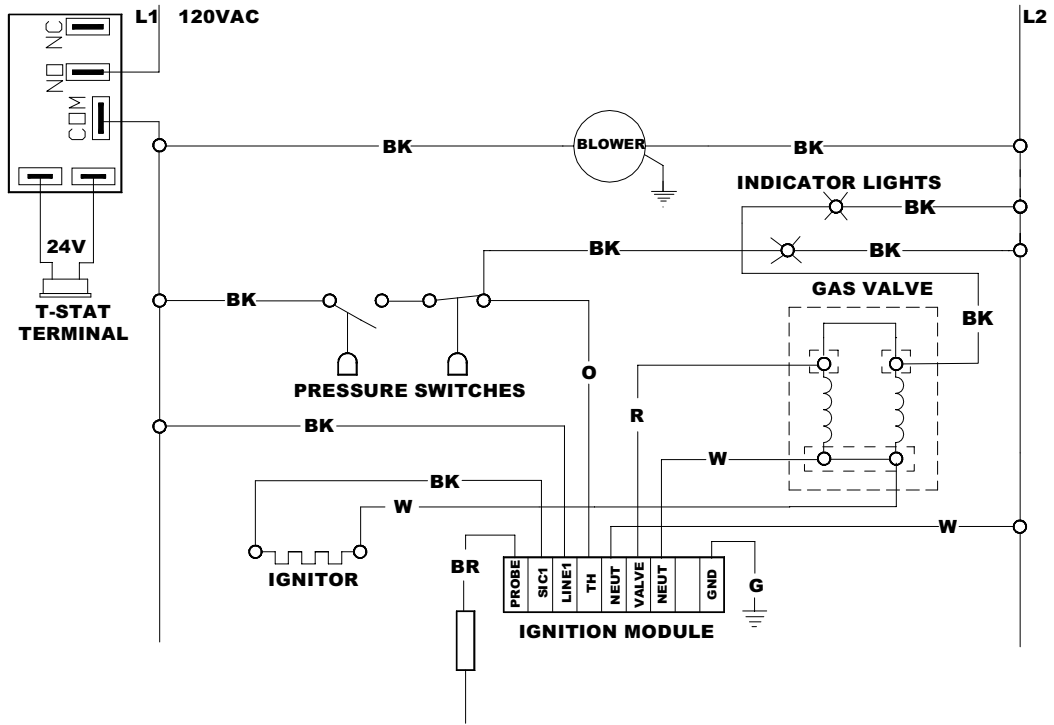 L1 120VAC
L2
NC
NO
COM
24V
T-STAT
TERMINAL
BK
BLOWER
BK
INDICATOR LIGHTS
BK
BK
BK
GAS VALVE
BK
BK
PRESSURE SWITCHES
O
R
BK
W
BK
W
W
IGNITOR
BR
PROBE
SIC1
LINE1
TH
NEUT
VALVE
NEUT
GND
G
IGNITION MODULE